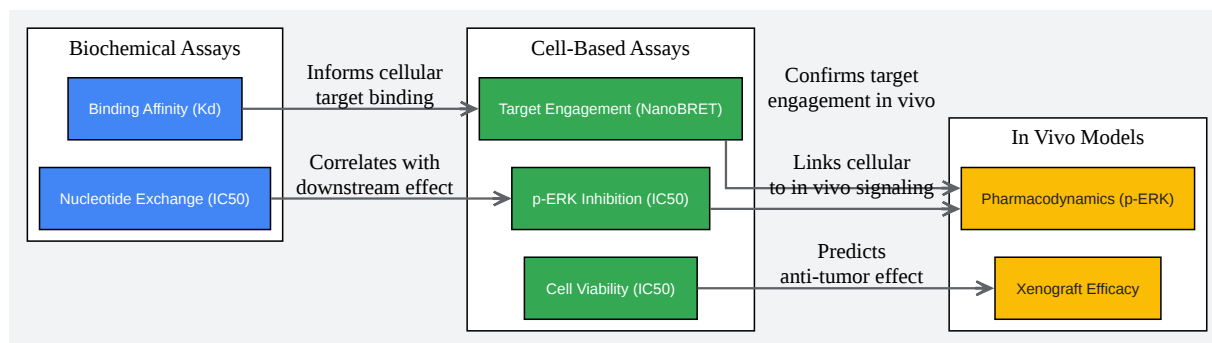 Biochemical Assays
Binding Affinity (Kd)
Nucleotide Exchange (IC50)
Informs cellular
target binding
Correlates with
downstream effect
Cell-Based Assays
Target Engagement (NanoBRET)
p-ERK Inhibition (IC50)
Cell Viability (IC50)
Confirms target
engagement in vivo
Links cellular
to in vivo signaling
Predicts
anti-tumor effect
In Vivo Models
Pharmacodynamics (p-ERK)
Xenograft Efficacy